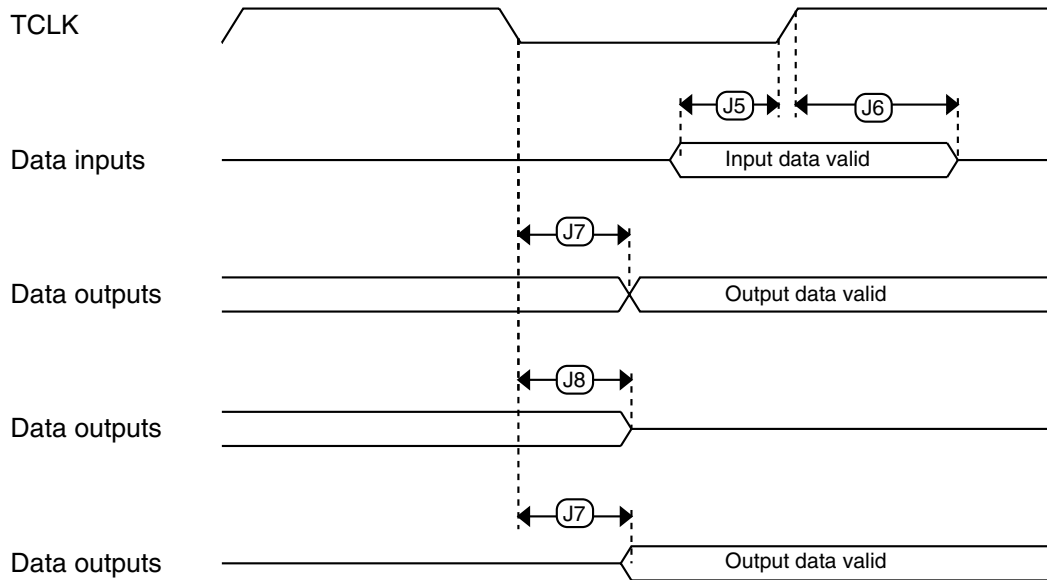 TCLK
J5
J6
Data inputs
Input data valid
J7
Data outputs
Output data valid
J8
Data outputs
J7
Data outputs
Output data valid